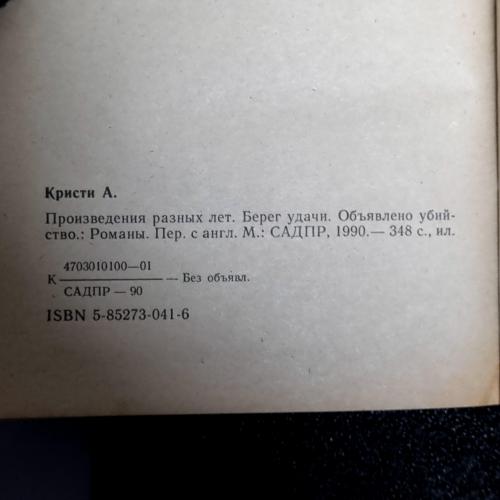 Кристи А.
Произведения разных лет. Берег удачи. Объявлено убий-
ство.: Романы. Пер. с англ. М.: САДПР, 1990.— 348 с., ил.
4703010100—01
К ——— — Без объявл.
САДПР — 90
ISBN 5-85273-041-6